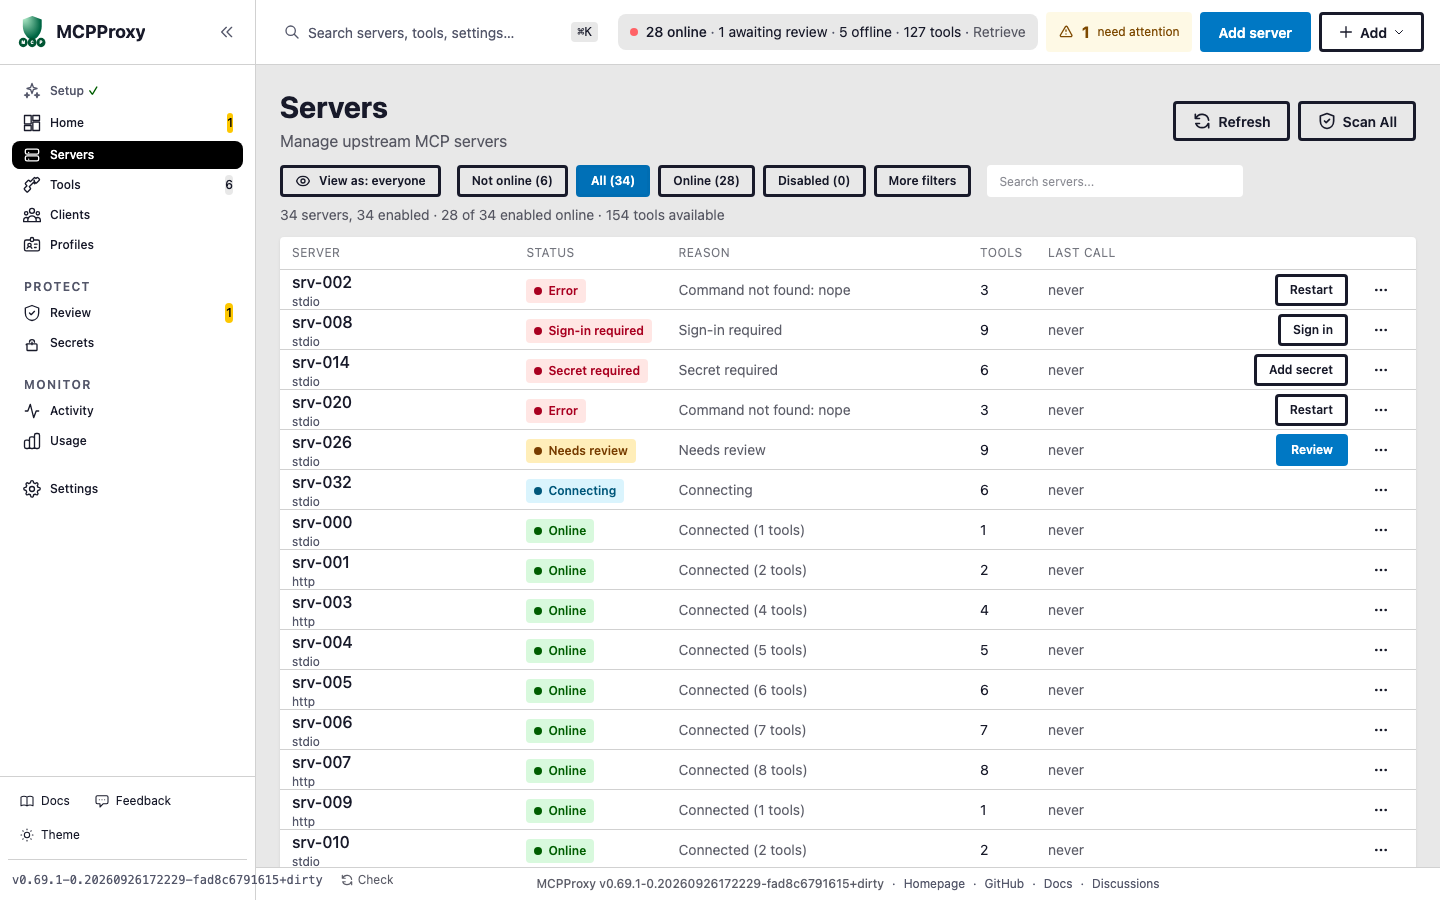 MCPProxy
Search servers, tools, settings...
⌘K
28 online · 1 awaiting review · 5 offline · 127 tools · Retrieve
1 need attention
Add server
Add
Setup
Home 1
Servers
Tools 6
Clients
Profiles
PROTECT
Review 1
Secrets
MONITOR
Activity
Usage
Settings
Docs
Feedback
Theme
v0.69.1-0.20260926172229-fad8c6791615+dirty
Check
Servers
Manage upstream MCP servers
Refresh
Scan All
View as: everyone
Not online (6)
All (34)
Online (28)
Disabled (0)
More filters
Search servers...
34 servers, 34 enabled · 28 of 34 enabled online · 154 tools available
SERVER STATUS REASON TOOLS LAST CALL
srv-002 Error Command not found: nope 3 never Restart
stdio
srv-008 Sign-in required Sign-in required 9 never Sign in
stdio
srv-014 Secret required Secret required 6 never Add secret
stdio
srv-020 Error Command not found: nope 3 never Restart
stdio
srv-026 Needs review Needs review 9 never Review
stdio
srv-032 Connecting Connecting 6 never
stdio
srv-000 Online Connected (1 tools) 1 never
stdio
srv-001 Online Connected (2 tools) 2 never
http
srv-003 Online Connected (4 tools) 4 never
http
srv-004 Online Connected (5 tools) 5 never
stdio
srv-005 Online Connected (6 tools) 6 never
http
srv-006 Online Connected (7 tools) 7 never
stdio
srv-007 Online Connected (8 tools) 8 never
http
srv-009 Online Connected (1 tools) 1 never
http
srv-010 Online Connected (2 tools) 2 never
stdio
MCPProxy v0.69.1-0.20260926172229-fad8c6791615+dirty · Homepage · GitHub · Docs · Discussions